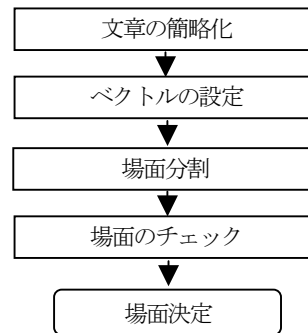 文章の簡略化
ベクトルの設定
場面分割
場面のチェック
場面決定